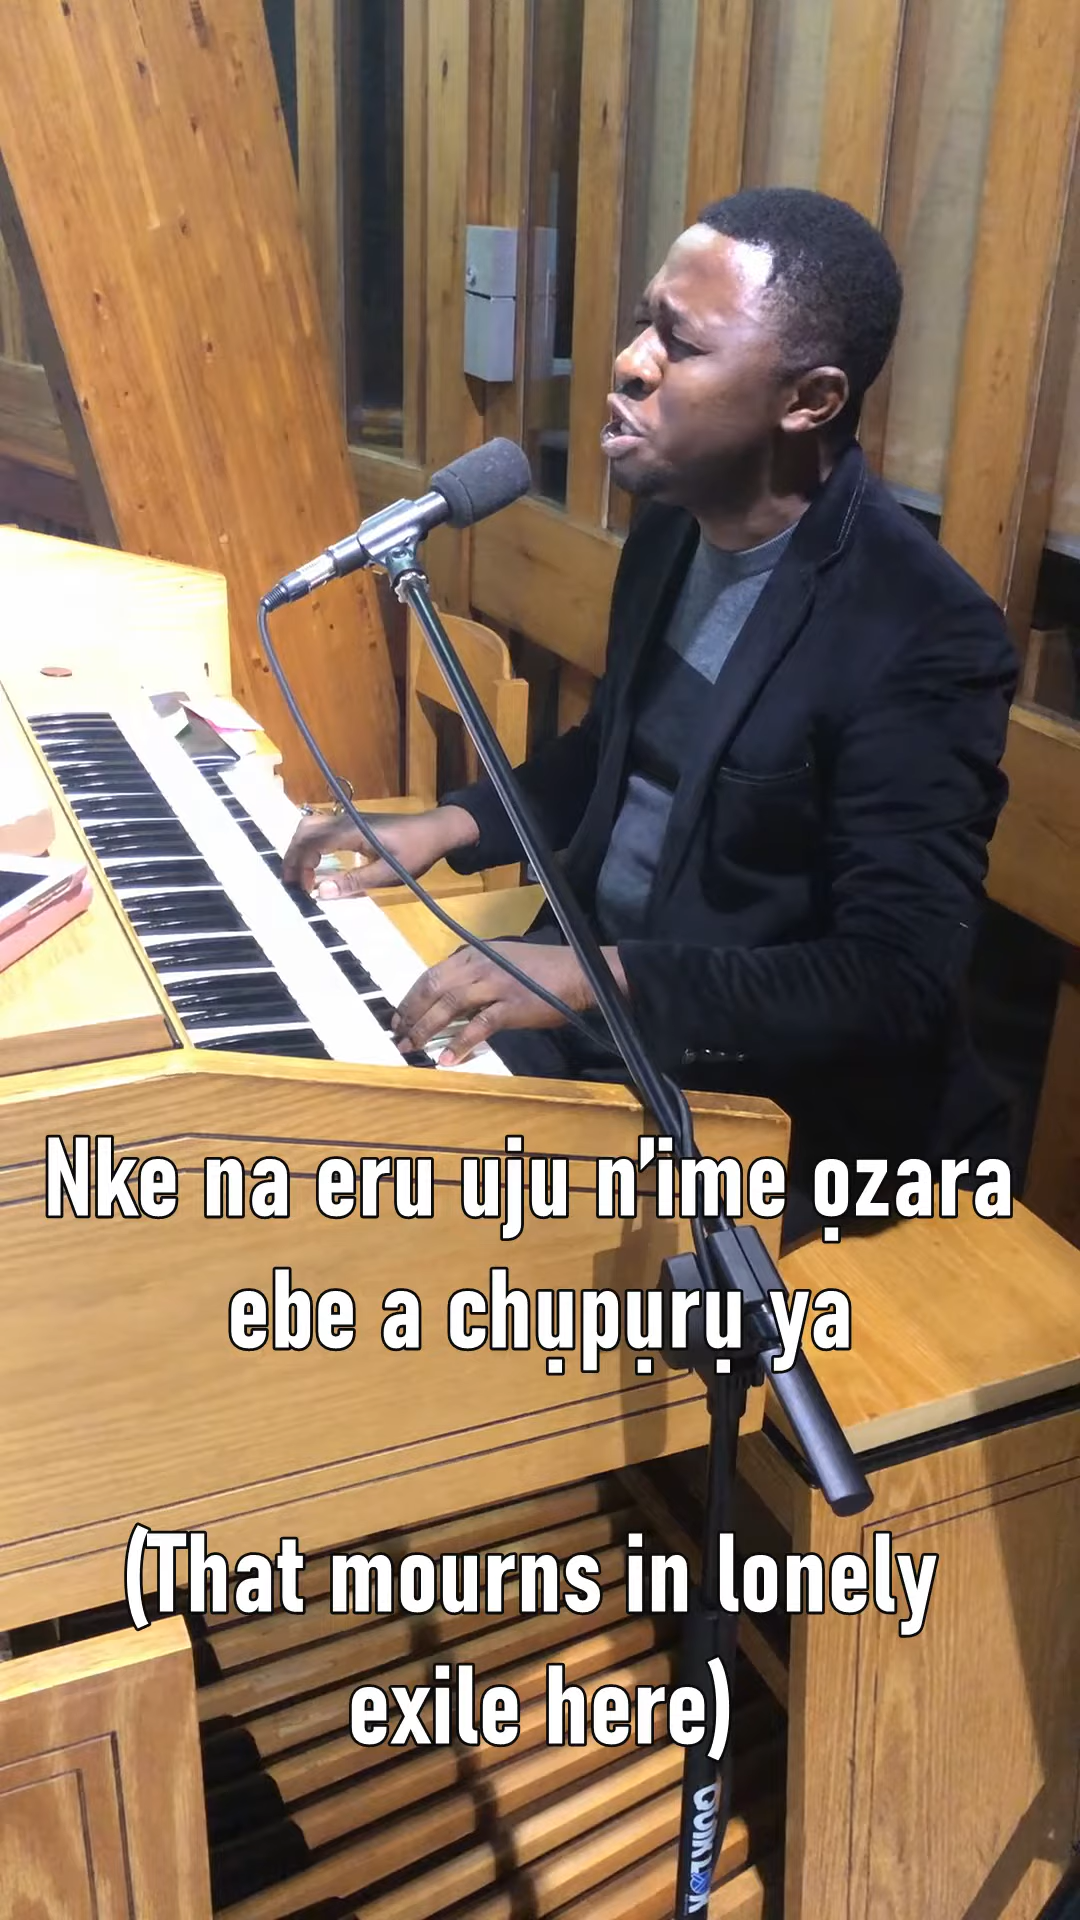 Nke na eru uju n'ime ọzara
ebe a chụpụrụ ya
(That mourns in lonely
exile here)